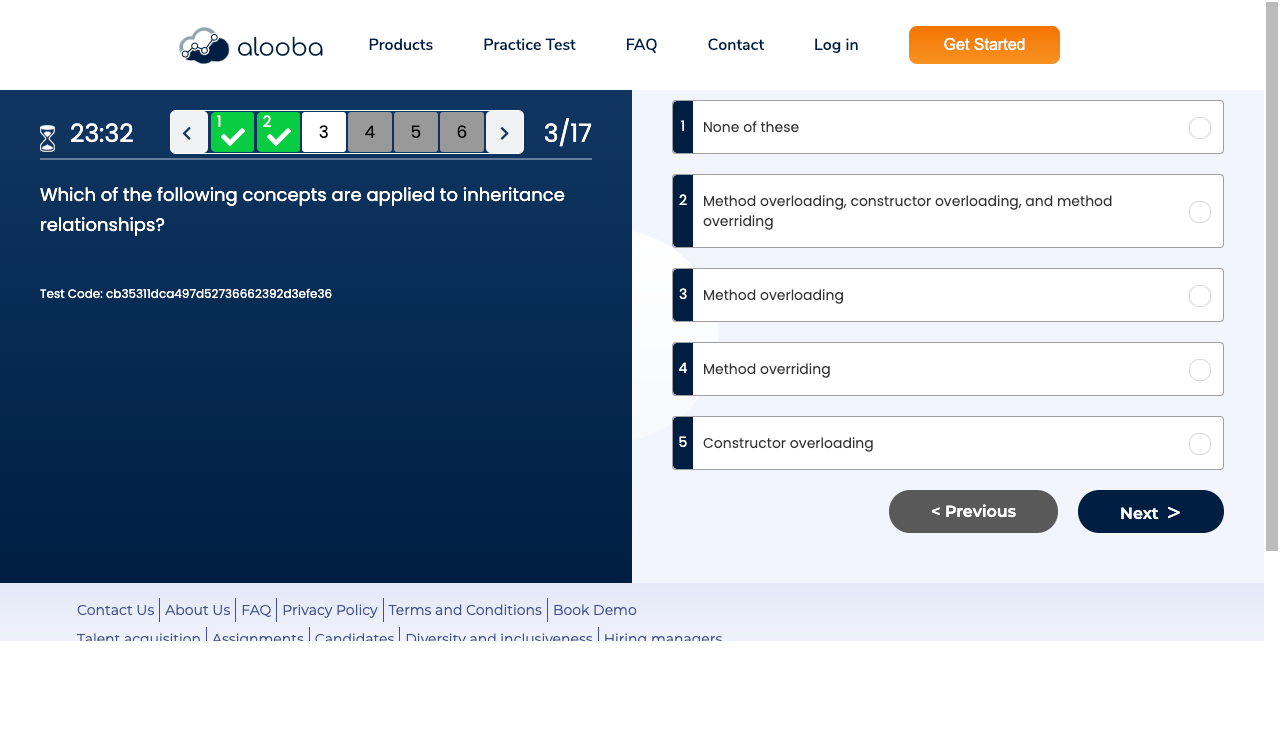 alooba
Products
Practice Test
FAQ
Contact
Log in
Get Started
23:32
1
2
3
4
5
6
3/17
Which of the following concepts are applied to inheritance
relationships?
Test Code: cb35311dca497d52736662392d3efe36
1 None of these
2 Method overloading, constructor overloading, and method
overriding
3 Method overloading
4 Method overriding
5 Constructor overloading
< Previous
Next >
Contact Us | About Us | FAQ | Privacy Policy | Terms and Conditions | Book Demo
Talent acquisition | Assignments | Candidates | Diversity and inclusiveness | Hiring managers